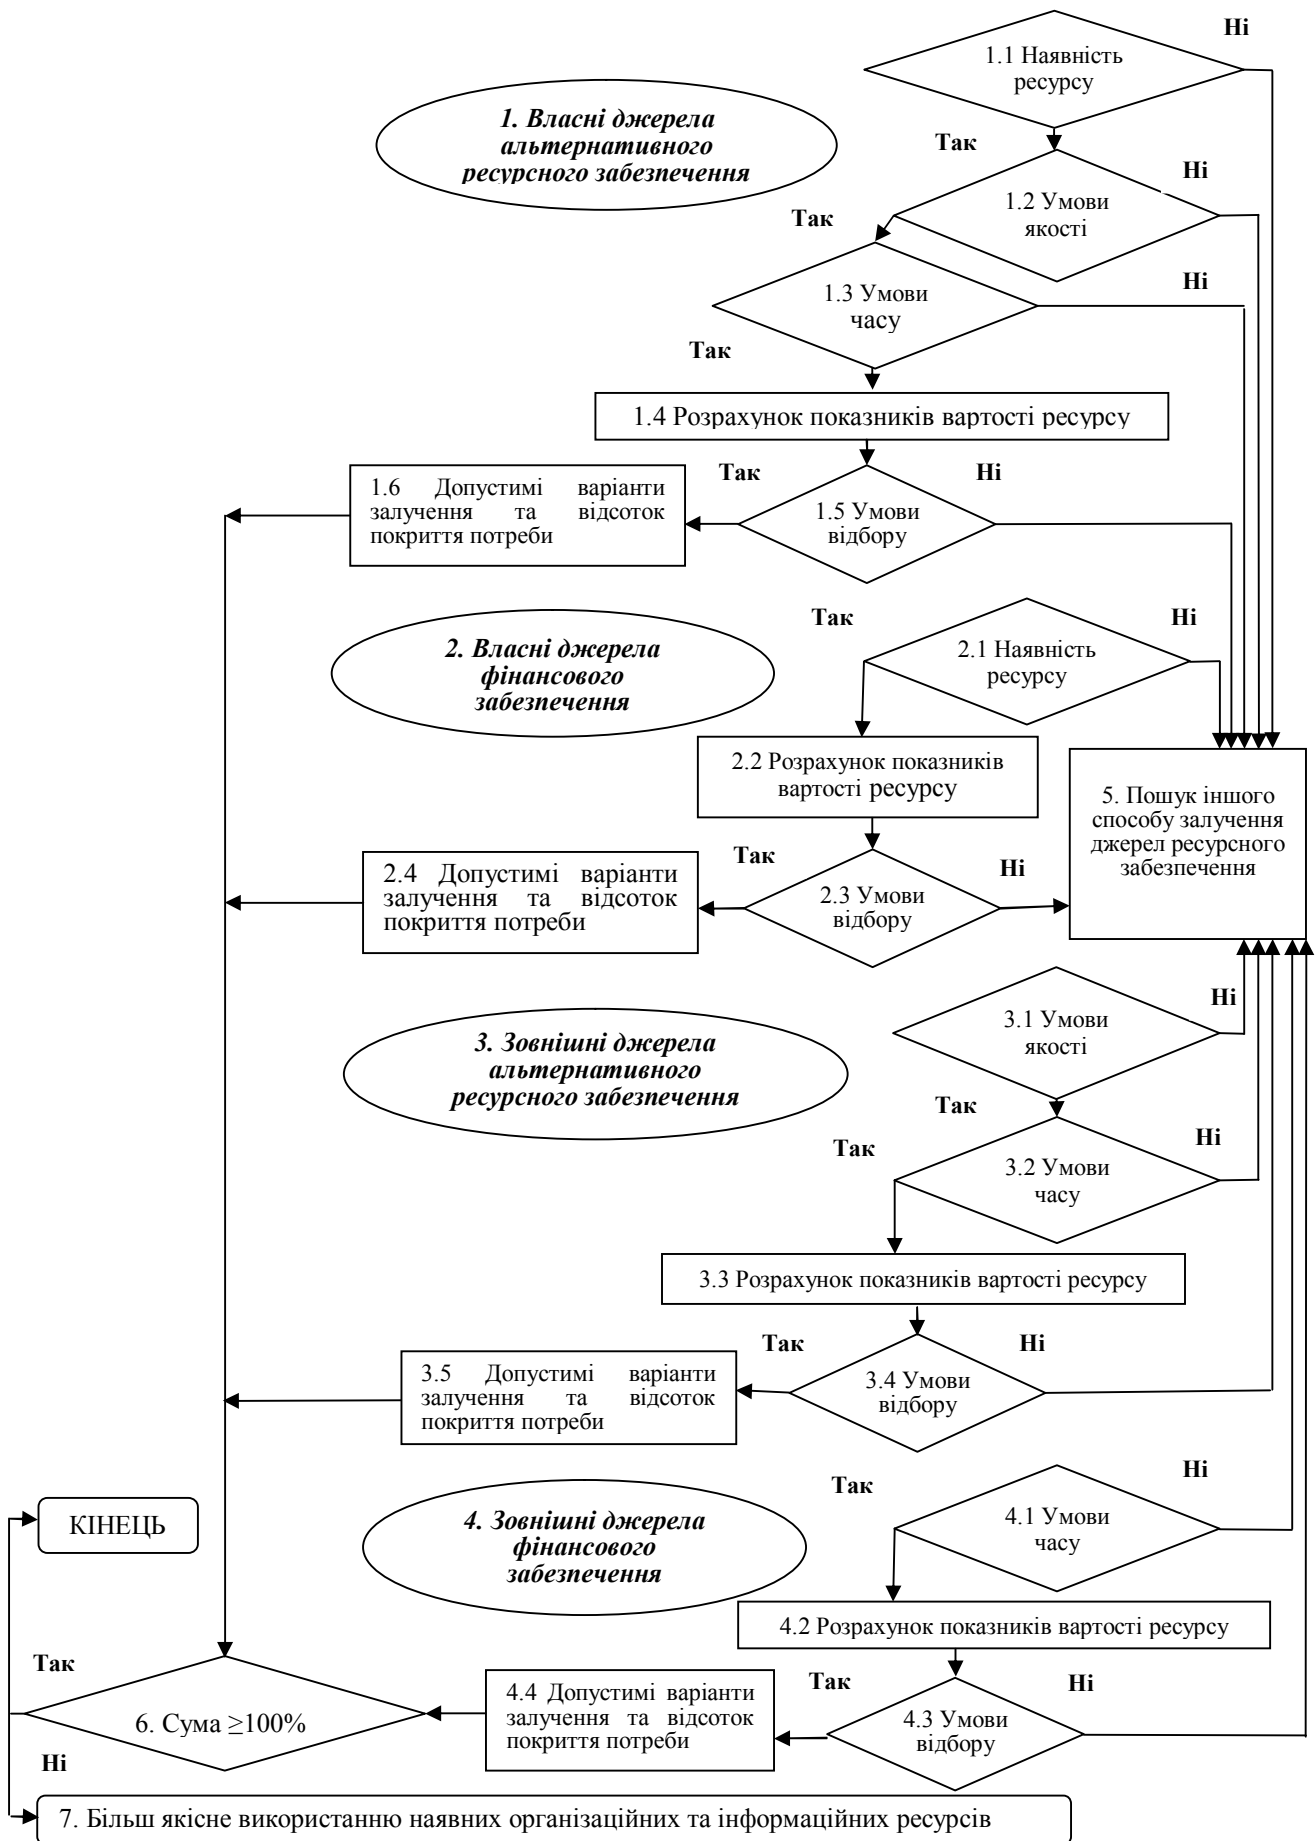 Ні
1.1 Наявність
ресурсу
1. Власні джерела
альтернативного
ресурсного забезпечення
Так
Ні
1.2 Умови
якості
Так
Ні
1.3 Умови
часу
Так
1.4 Розрахунок показників вартості ресурсу
Так
Ні
1.6 Допустимі варіанти
залучення та відсоток
покриття потреби
1.5 Умови
відбору
Так
Ні
2. Власні джерела
фінансового
забезпечення
2.1 Наявність
ресурсу
2.2 Розрахунок показників
вартості ресурсу
5. Пошук іншого
способу залучення
джерел ресурсного
забезпечення
Так
Ні
2.4 Допустимі варіанти
залучення та відсоток
покриття потреби
2.3 Умови
відбору
Ні
3.1 Умови
якості
3. Зовнішні джерела
альтернативного
ресурсного забезпечення
Так
Ні
Так
3.2 Умови
часу
3.3 Розрахунок показників вартості ресурсу
Так
Ні
3.5 Допустимі варіанти
залучення та відсоток
покриття потреби
3.4 Умови
відбору
Так
Ні
КІНЕЦЬ
4. Зовнішні джерела
фінансового
забезпечення
4.1 Умови
часу
4.2 Розрахунок показників вартості ресурсу
Так
Так
Ні
6. Сума ≥100%
4.4 Допустимі варіанти
залучення та відсоток
покриття потреби
4.3 Умови
відбору
Ні
7. Більш якісне використанню наявних організаційних та інформаційних ресурсів